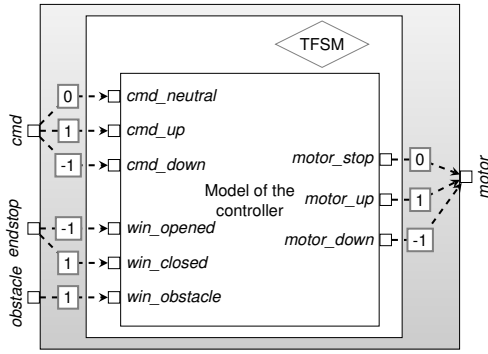 TFSM
0 cmd_neutral
cmd
1 cmd_up
-1 cmd_down
motor_stop 0
motor
Model of the
controller
motor_up 1
motor_down -1
endstop
-1 win_opened
1 win_closed
obstacle
1 win_obstacle